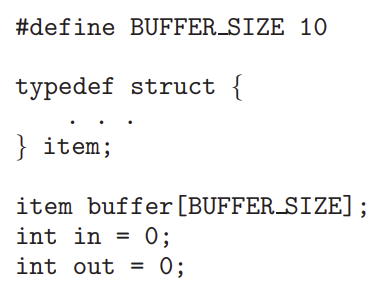 #define BUFFER_SIZE 10
typedef struct {
. . .
} item;
item buffer[BUFFER_SIZE];
int in = 0;
int out = 0;